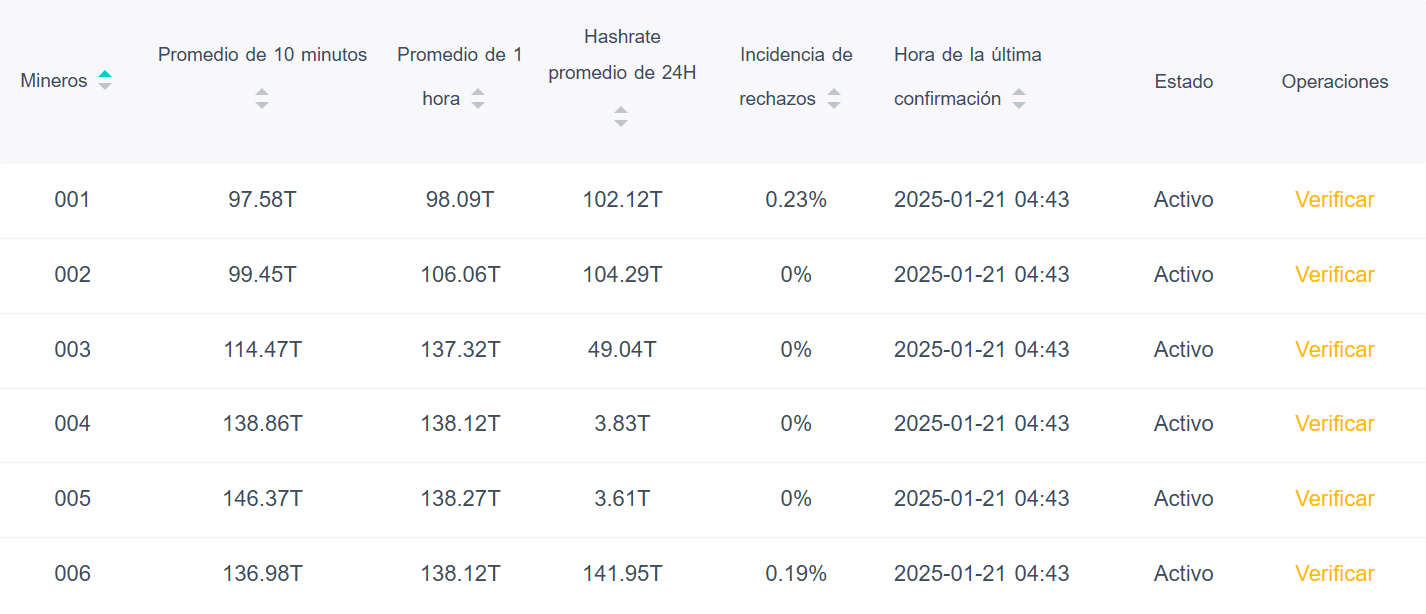 Mineros
Promedio de 10 minutos
Promedio de 1
hora
Hashrate
promedio de 24H
Incidencia de
rechazos
Hora de la última
confirmación
Estado
Operaciones
001 97.58T 98.09T 102.12T 0.23% 2025-01-21 04:43 Activo Verificar
002 99.45T 106.06T 104.29T 0% 2025-01-21 04:43 Activo Verificar
003 114.47T 137.32T 49.04T 0% 2025-01-21 04:43 Activo Verificar
004 138.86T 138.12T 3.83T 0% 2025-01-21 04:43 Activo Verificar
005 146.37T 138.27T 3.61T 0% 2025-01-21 04:43 Activo Verificar
006 136.98T 138.12T 141.95T 0.19% 2025-01-21 04:43 Activo Verificar